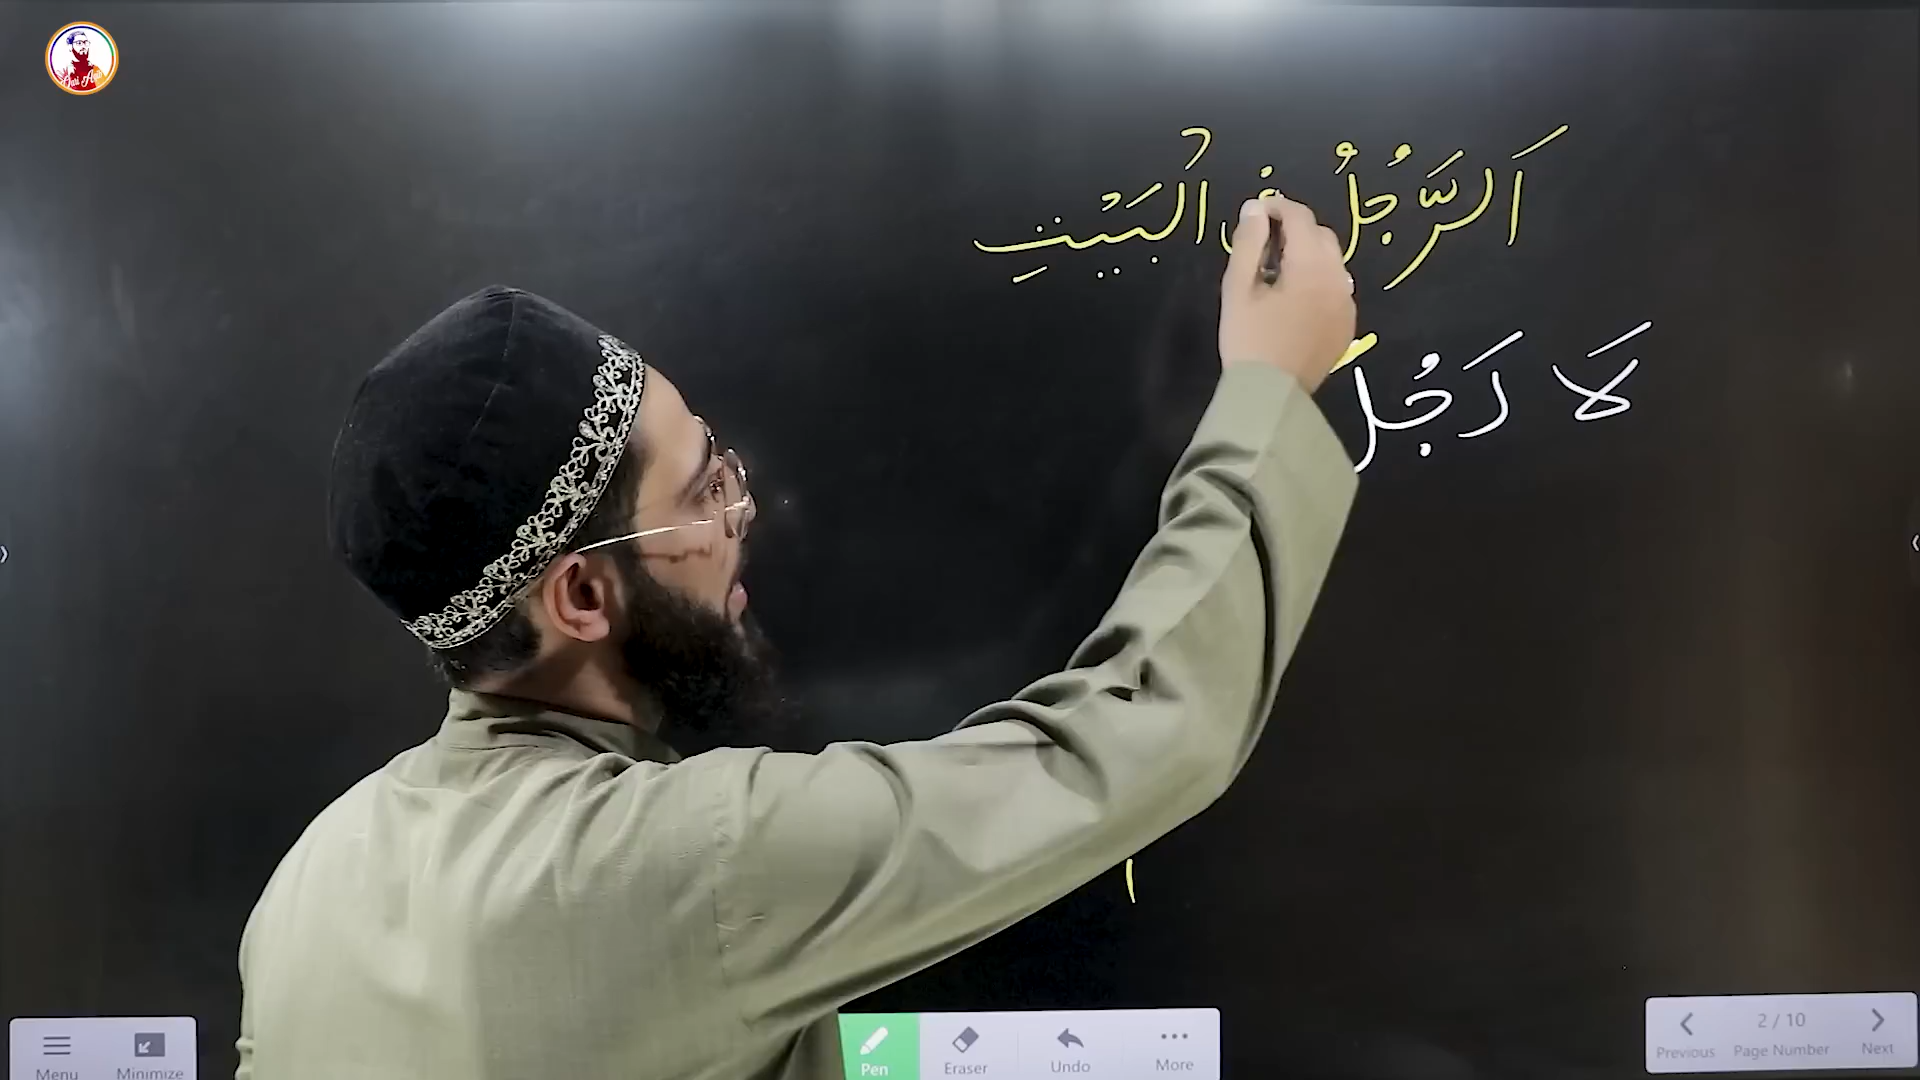 اَلرَّجُلُ فِي الْبَيْتِ
لَا رَجُلَ
Menu
Minimize
Pen
Eraser
Undo
More
2 / 10
Previous
Page Number
Next